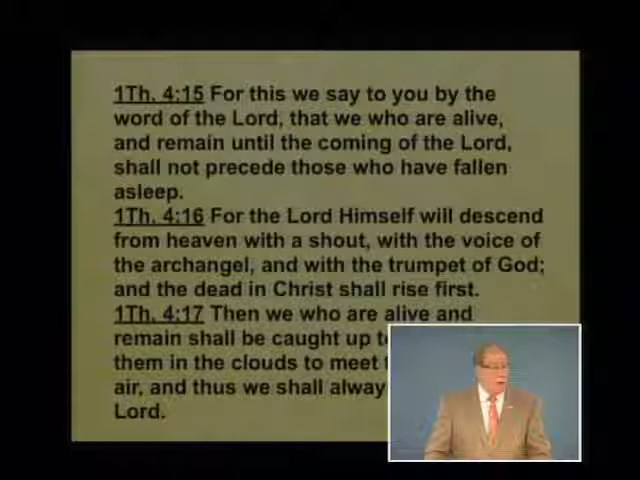 1Th. 4:15 For this we say to you by the
word of the Lord, that we who are alive,
and remain until the coming of the Lord,
shall not precede those who have fallen
asleep.
1Th. 4:16 For the Lord Himself will descend
from heaven with a shout, with the voice of
the archangel, and with the trumpet of God;
and the dead in Christ shall rise first.
1Th. 4:17 Then we who are alive and
remain shall be caught up
them in the clouds to meet
air, and thus we shall
Lord.